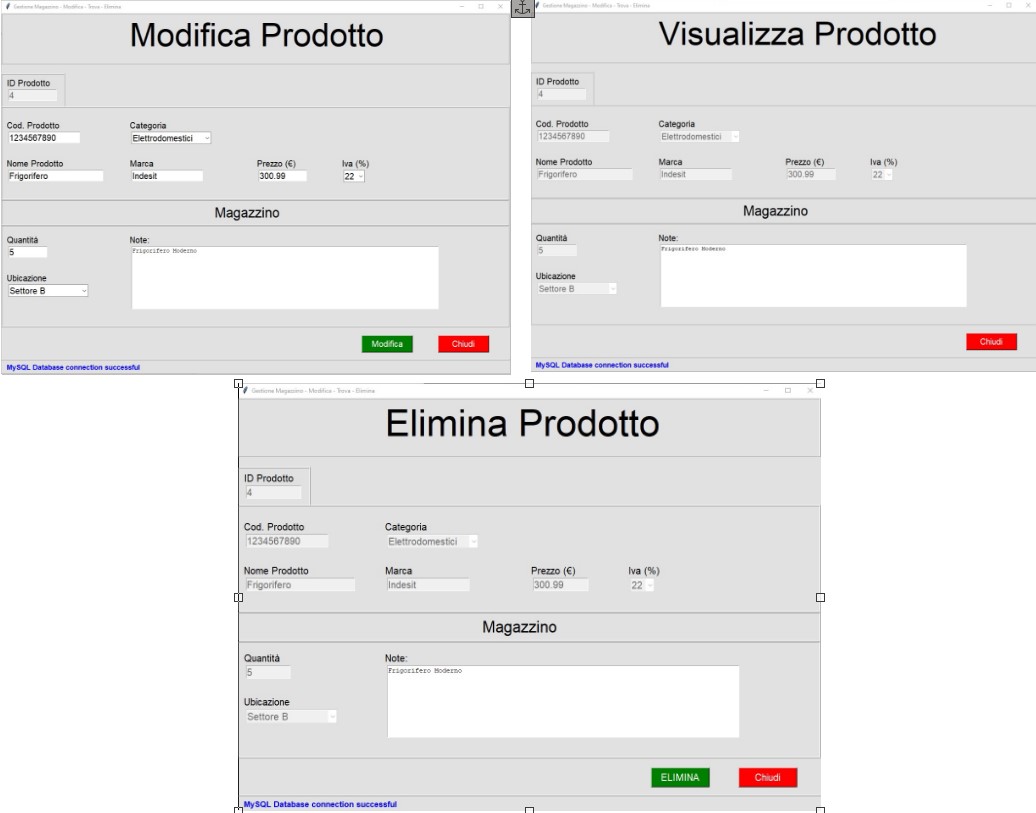 Gestione Magazzino - Modifica - Trova - Elimina
Modifica Prodotto
ID Prodotto
4
Cod. Prodotto Categoria
1234567890 Elettrodomestici
Nome Prodotto Marca Prezzo (€) Iva (%)
Frigorifero Indesit 300.99 22
Magazzino
Quantità Note:
5 Frigorifero Moderno
Ubicazione
Settore B
Modifica Chiudi
MySQL Database connection successful
Gestione Magazzino - Modifica - Trova - Elimina
Visualizza Prodotto
ID Prodotto
4
Cod. Prodotto Categoria
1234567890 Elettrodomestici
Nome Prodotto Marca Prezzo (€) Iva (%)
Frigorifero Indesit 300.99 22
Magazzino
Quantità Note:
5 Frigorifero Moderno
Ubicazione
Settore B
Chiudi
MySQL Database connection successful
Gestione Magazzino - Modifica - Trova - Elimina
Elimina Prodotto
ID Prodotto
4
Cod. Prodotto Categoria
1234567890 Elettrodomestici
Nome Prodotto Marca Prezzo (€) Iva (%)
Frigorifero Indesit 300.99 22
Magazzino
Quantità Note:
5 Frigorifero Moderno
Ubicazione
Settore B
ELIMINA Chiudi
MySQL Database connection successful